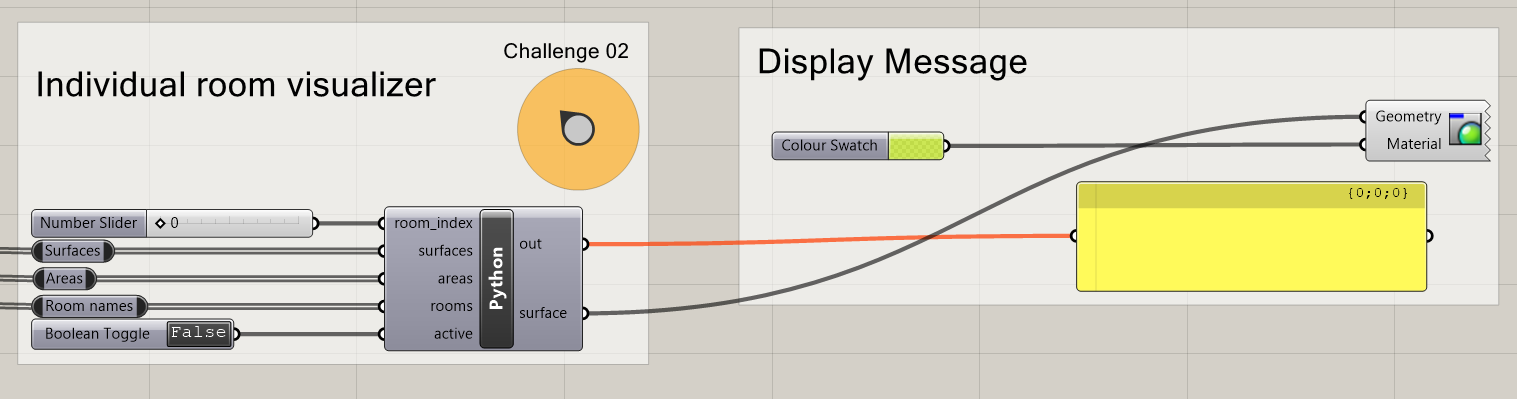 Challenge 02
Individual room visualizer
Number Slider
0
Surfaces
Areas
Room names
Boolean Toggle
False
room_index
surfaces
areas
rooms
active
Python
out
surface
Display Message
Colour Swatch
Geometry
Material
{0;0;0}